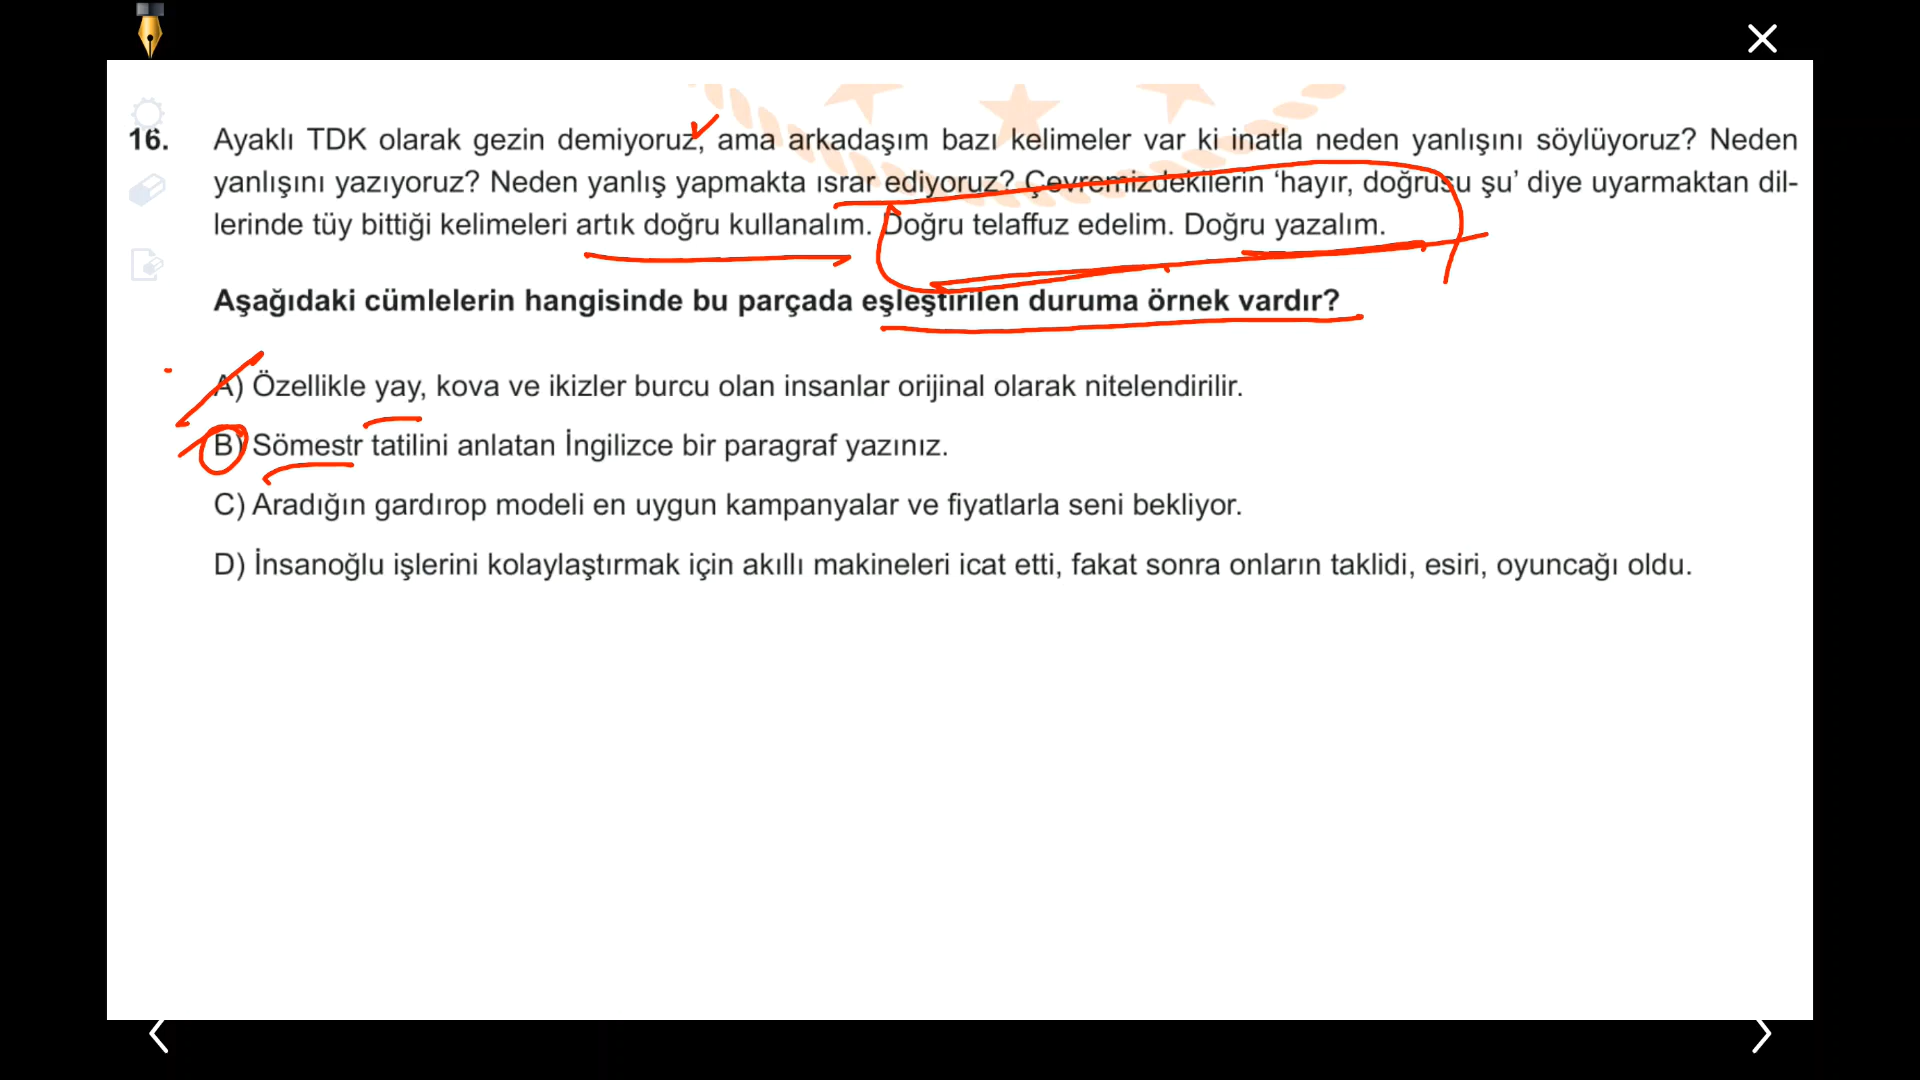 16. Ayaklı TDK olarak gezin demiyoruz, ama arkadaşım bazı kelimeler var ki inatla neden yanlışını söylüyoruz? Neden
yanlışını yazıyoruz? Neden yanlış yapmakta ısrar ediyoruz? Çevremizdekilerin ‘hayır, doğrusu şu’ diye uyarmaktan dil-
lerinde tüy bittiği kelimeleri artık doğru kullanalım. Doğru telaffuz edelim. Doğru yazalım.
Aşağıdaki cümlelerin hangisinde bu parçada eşleştirilen duruma örnek vardır?
A) Özellikle yay, kova ve ikizler burcu olan insanlar orijinal olarak nitelendirilir.
B) Sömestr tatilini anlatan İngilizce bir paragraf yazınız.
C) Aradığın gardırop modeli en uygun kampanyalar ve fiyatlarla seni bekliyor.
D) İnsanoğlu işlerini kolaylaştırmak için akıllı makineleri icat etti, fakat sonra onların taklidi, esiri, oyuncağı oldu.